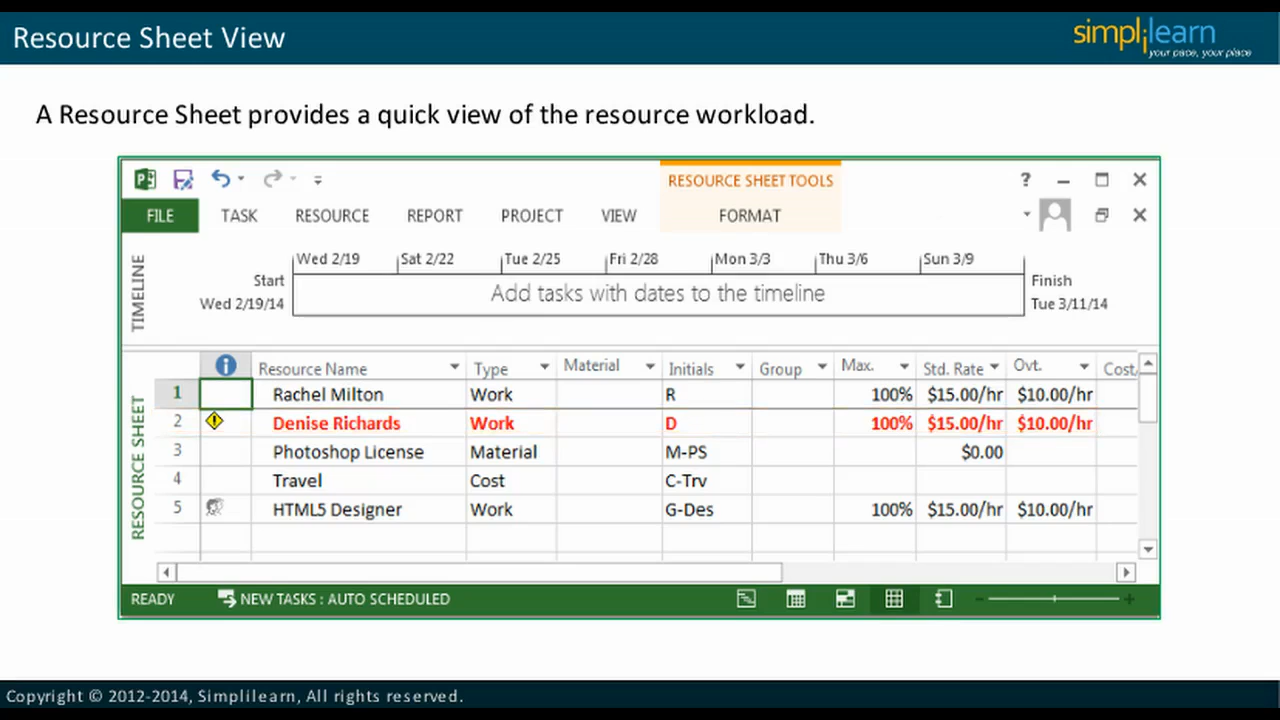 Resource Sheet View
simplilearn
your pace, your place
A Resource Sheet provides a quick view of the resource workload.
RESOURCE SHEET TOOLS
?
FILE TASK RESOURCE REPORT PROJECT VIEW FORMAT
TIMELINE
Wed 2/19 Sat 2/22 Tue 2/25 Fri 2/28 Mon 3/3 Thu 3/6 Sun 3/9
Start Finish
Add tasks with dates to the timeline
Wed 2/19/14 Tue 3/11/14
RESOURCE SHEET
Resource Name Type Material Initials Group Max. Std. Rate Ovt. Cost/
1 Rachel Milton Work R 100% $15.00/hr $10.00/hr
2 Denise Richards Work D 100% $15.00/hr $10.00/hr
3 Photoshop License Material M-PS $0.00
4 Travel Cost C-Trv
5 HTML5 Designer Work G-Des 100% $15.00/hr $10.00/hr
READY NEW TASKS : AUTO SCHEDULED
Copyright © 2012-2014, Simplilearn, All rights reserved.